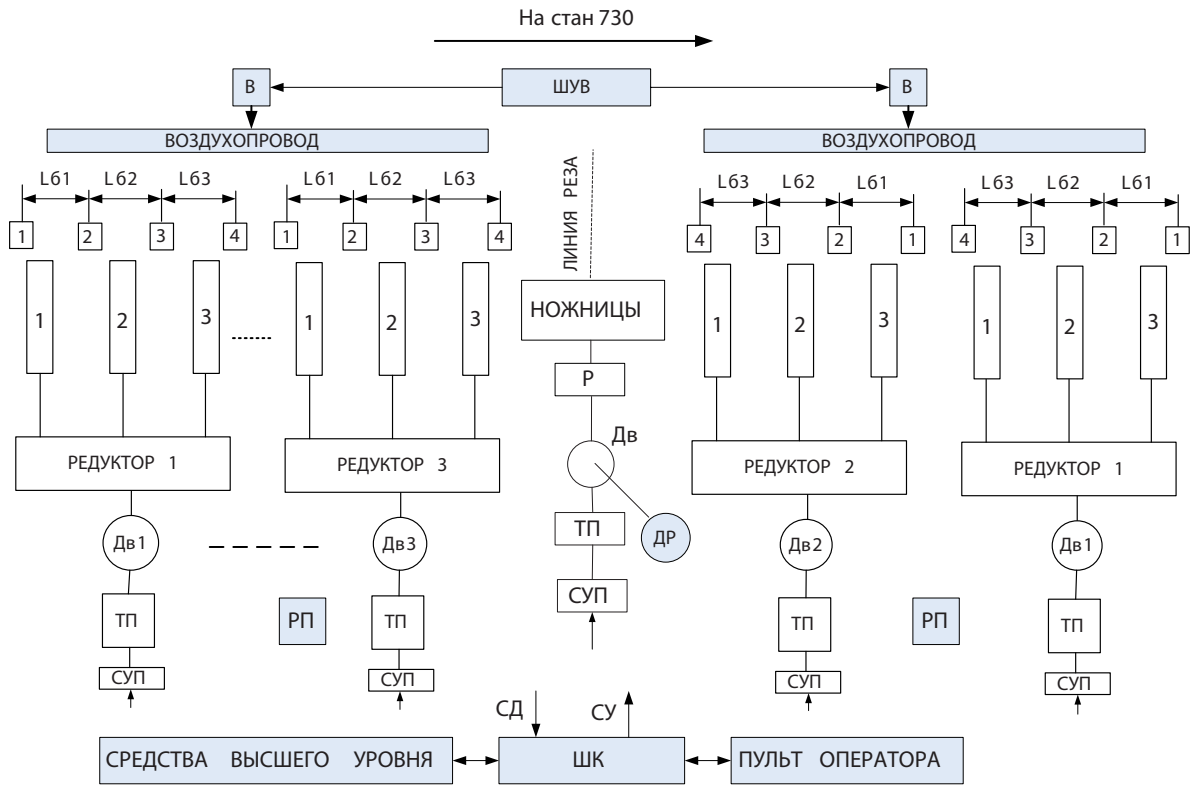 На стан 730
В ШУВ В
ВОЗДУХОПРОВОД ВОЗДУХОПРОВОД
L61 L62 L63 L61 L62 L63 L63 L62 L61 L63 L62 L61
1 2 3 4 1 2 3 4 4 3 2 1 4 3 2 1
ЛИНИЯ РЕЗА
1 2 3 1 2 3 НОЖНИЦЫ 1 2 3 1 2 3
Р
Дв
РЕДУКТОР 1 РЕДУКТОР 3 РЕДУКТОР 2 РЕДУКТОР 1
Дв1 Дв3 ТП ДР Дв2 Дв1
СУП
ТП РП ТП ТП РП ТП
СУП СУП СУП СУП
СД СУ
СРЕДСТВА ВЫСШЕГО УРОВНЯ ШК ПУЛЬТ ОПЕРАТОРА